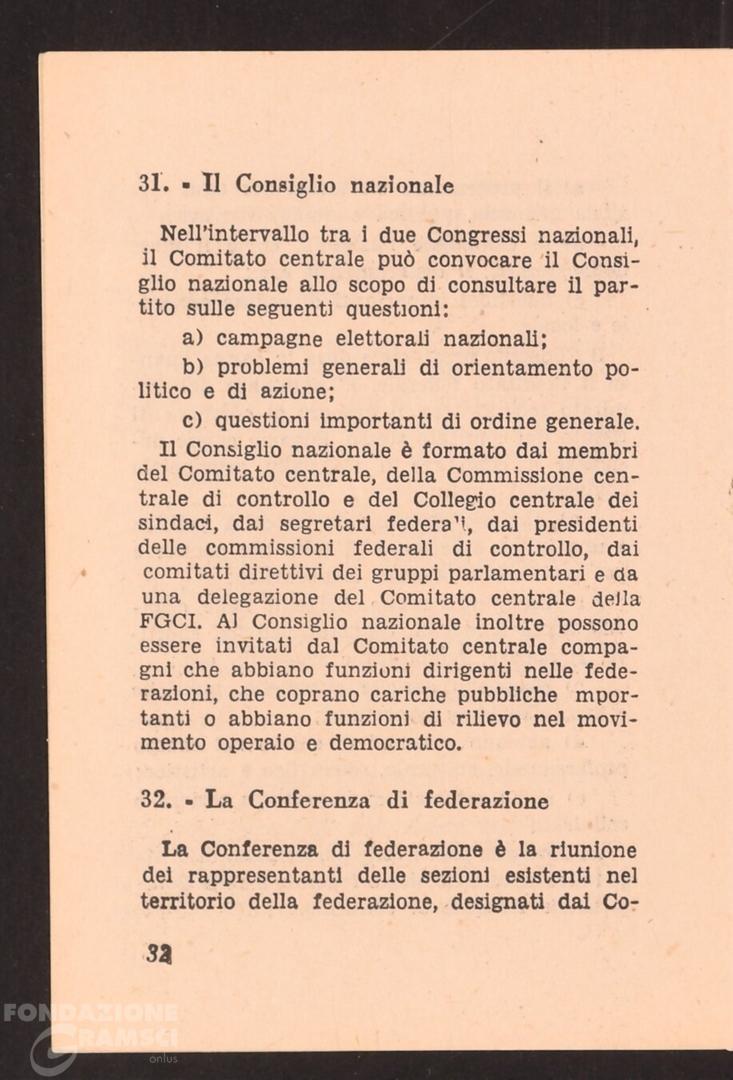 31. - Il Consiglio nazionale
Nell'intervallo tra i due Congressi nazionali,
il Comitato centrale può convocare il Consi-
glio nazionale allo scopo di consultare il par-
tito sulle seguenti questioni:
a) campagne elettorali nazionali;
b) problemi generali di orientamento po-
litico e di azione;
c) questioni importanti di ordine generale.
Il Consiglio nazionale è formato dai membri
del Comitato centrale, della Commissione cen-
trale di controllo e del Collegio centrale dei
sindaci, dai segretari federali, dai presidenti
delle commissioni federali di controllo, dai
comitati direttivi dei gruppi parlamentari e da
una delegazione del Comitato centrale della
FGCI. Al Consiglio nazionale inoltre possono
essere invitati dal Comitato centrale compa-
gni che abbiano funzioni dirigenti nelle fede-
razioni, che coprano cariche pubbliche mpor-
tanti o abbiano funzioni di rilievo nel movi-
mento operaio e democratico.
32. - La Conferenza di federazione
La Conferenza di federazione è la riunione
dei rappresentanti delle sezioni esistenti nel
territorio della federazione, designati dai Co-
32
FONDAZIONE
GRAMSCI
onlus